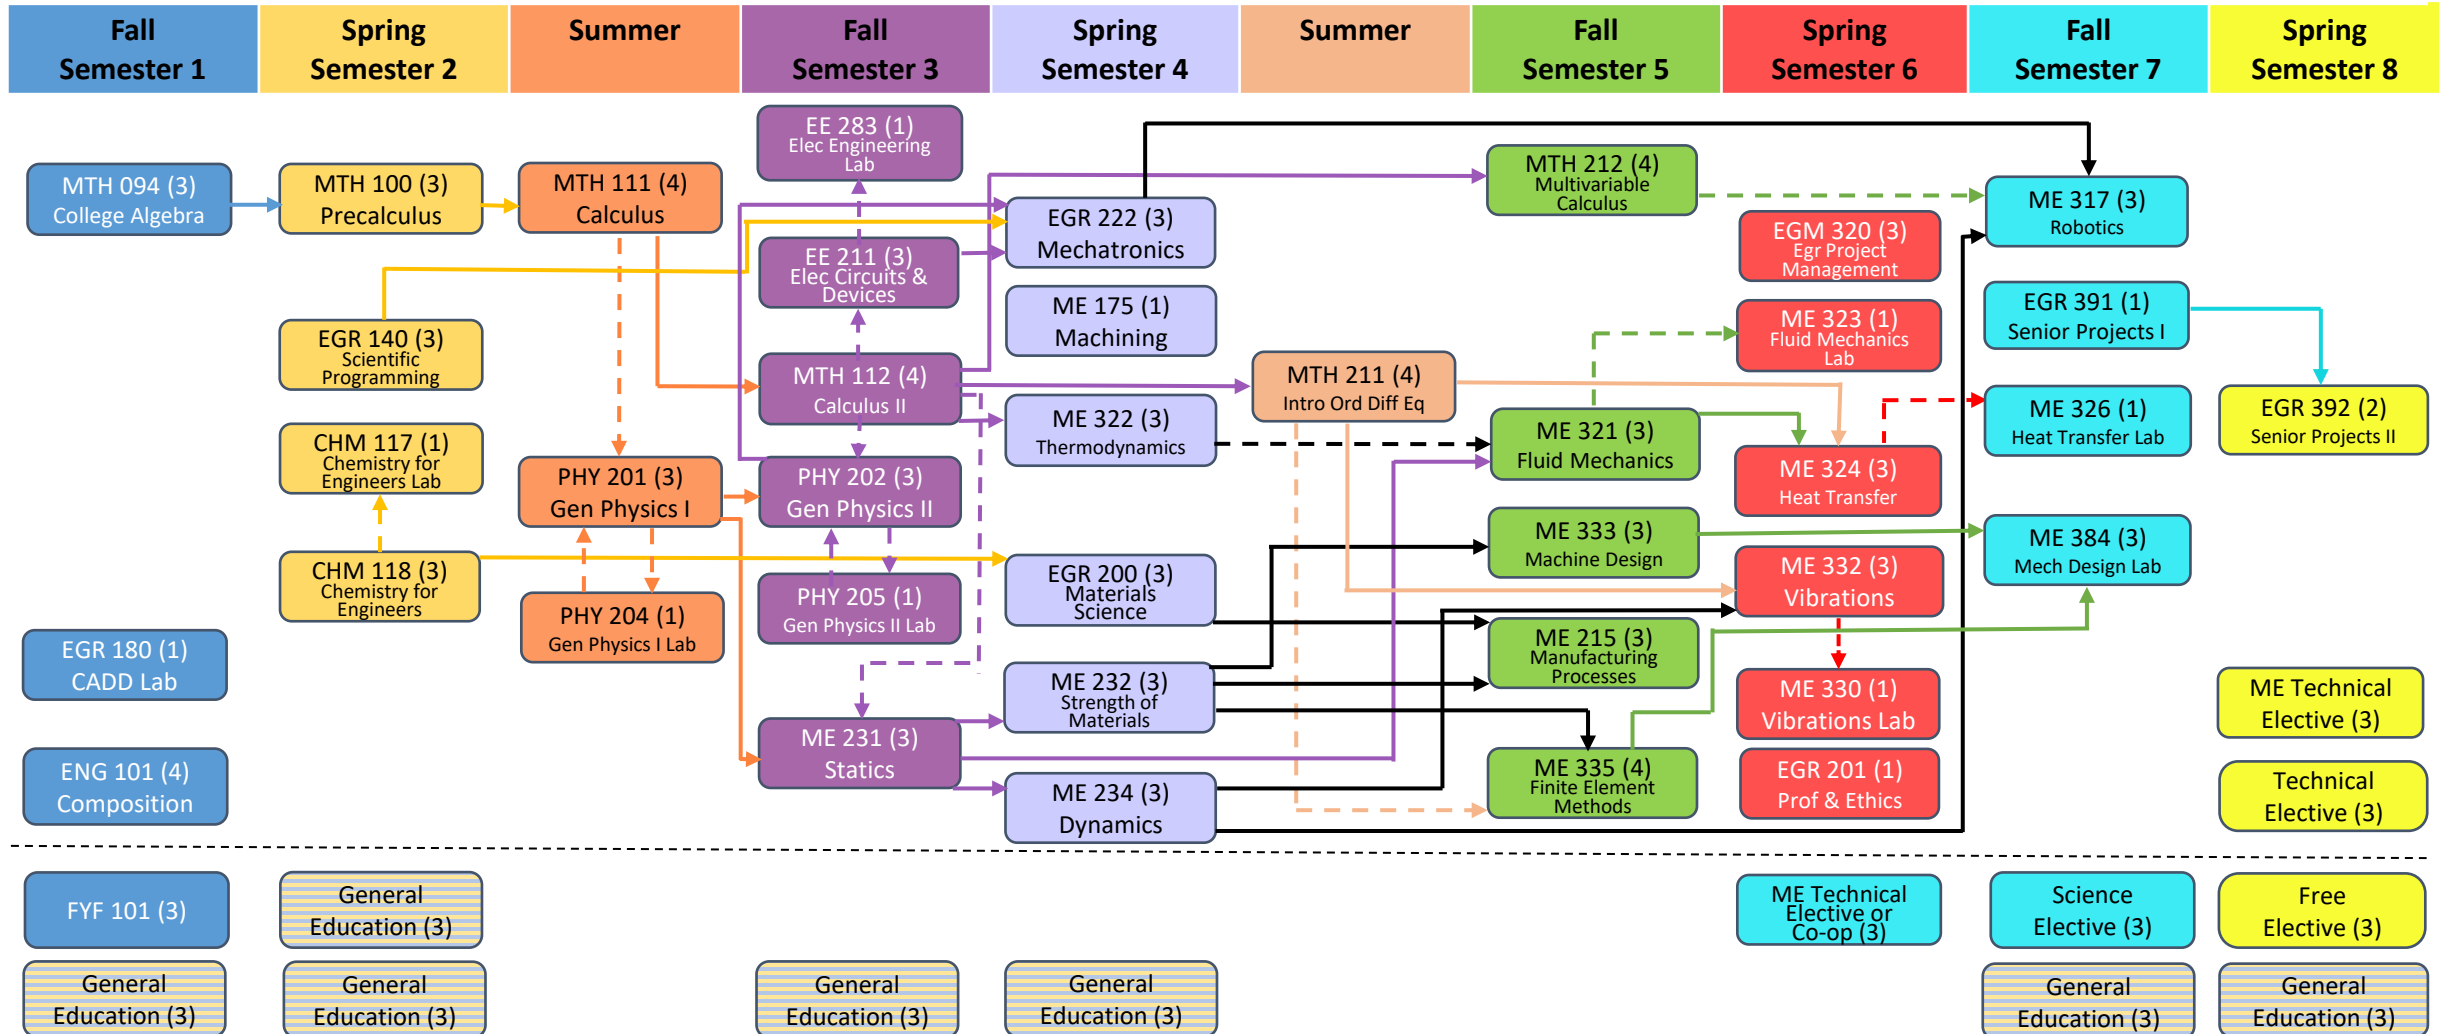 Fall
Semester 1
Spring
Semester 2
Summer
Fall
Semester 3
Spring
Semester 4
Summer
Fall
Semester 5
Spring
Semester 6
Fall
Semester 7
Spring
Semester 8
MTH 094 (3)
College Algebra
EGR 180 (1)
CADD Lab
ENG 101 (4)
Composition
FYF 101 (3)
General
Education (3)
MTH 100 (3)
Precalculus
EGR 140 (3)
Scientific
Programming
CHM 117 (1)
Chemistry for
Engineers Lab
CHM 118 (3)
Chemistry for
Engineers
General
Education (3)
General
Education (3)
MTH 111 (4)
Calculus
PHY 201 (3)
Gen Physics I
PHY 204 (1)
Gen Physics I Lab
EE 283 (1)
Elec Engineering
Lab
EE 211 (3)
Elec Circuits &
Devices
MTH 112 (4)
Calculus II
PHY 202 (3)
Gen Physics II
PHY 205 (1)
Gen Physics II Lab
ME 231 (3)
Statics
General
Education (3)
EGR 222 (3)
Mechatronics
ME 175 (1)
Machining
ME 322 (3)
Thermodynamics
EGR 200 (3)
Materials
Science
ME 232 (3)
Strength of
Materials
ME 234 (3)
Dynamics
General
Education (3)
MTH 211 (4)
Intro Ord Diff Eq
MTH 212 (4)
Multivariable
Calculus
ME 321 (3)
Fluid Mechanics
ME 333 (3)
Machine Design
ME 215 (3)
Manufacturing
Processes
ME 335 (4)
Finite Element
Methods
EGM 320 (3)
Egr Project
Management
ME 323 (1)
Fluid Mechanics
Lab
ME 324 (3)
Heat Transfer
ME 332 (3)
Vibrations
ME 330 (1)
Vibrations Lab
EGR 201 (1)
Prof & Ethics
ME Technical
Elective or
Co-op (3)
ME 317 (3)
Robotics
EGR 391 (1)
Senior Projects I
ME 326 (1)
Heat Transfer Lab
ME 384 (3)
Mech Design Lab
Science
Elective (3)
General
Education (3)
EGR 392 (2)
Senior Projects II
ME Technical
Elective (3)
Technical
Elective (3)
Free
Elective (3)
General
Education (3)